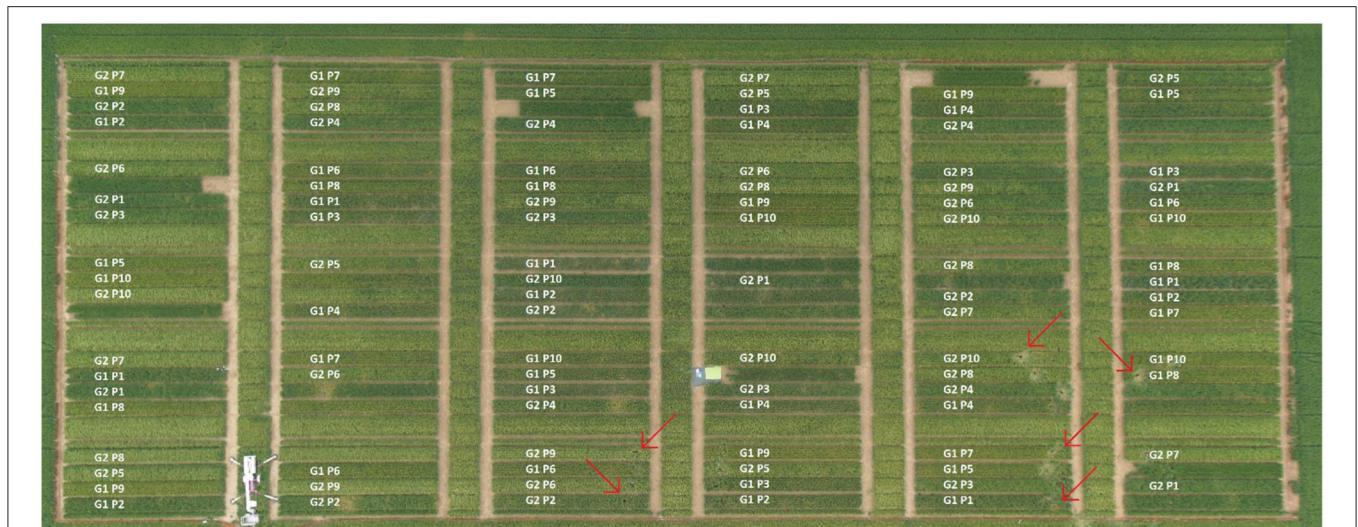 G2 P7
G1 P9
G2 P2
G1 P2
G2 P6
G2 P1
G2 P3
G1 P5
G1 P10
G2 P10
G2 P7
G1 P1
G2 P1
G1 P8
G2 P8
G2 P5
G1 P9
G1 P2
G1 P7
G2 P9
G2 P8
G2 P4
G1 P6
G1 P8
G1 P1
G1 P3
G2 P5
G1 P4
G1 P7
G2 P6
G1 P6
G2 P9
G2 P2
G1 P7
G1 P5
G2 P4
G1 P6
G1 P8
G2 P9
G2 P3
G1 P1
G2 P10
G1 P2
G2 P2
G1 P10
G1 P5
G1 P3
G2 P4
G2 P9
G1 P6
G2 P6
G2 P2
G2 P7
G2 P5
G1 P3
G1 P4
G2 P6
G2 P8
G1 P9
G1 P10
G2 P1
G2 P10
G2 P3
G1 P4
G1 P9
G2 P5
G1 P3
G1 P2
G1 P9
G1 P4
G2 P4
G2 P3
G2 P9
G2 P6
G2 P10
G2 P8
G2 P2
G2 P7
G2 P10
G2 P8
G2 P4
G1 P4
G1 P7
G1 P5
G2 P3
G1 P1
G2 P5
G1 P5
G1 P3
G2 P1
G1 P6
G1 P10
G1 P8
G1 P1
G1 P2
G1 P7
G1 P10
G1 P8
G2 P7
G2 P1